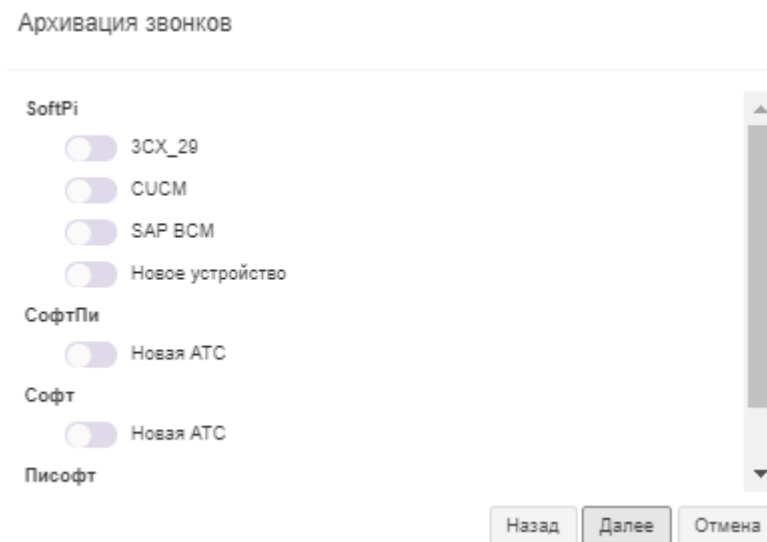 Архивация звонков
SoftPi
3CX_29
CUCM
SAP BCM
Новое устройство
СофтПи
Новая АТС
Софт
Новая АТС
Писофт
Назад Далее Отмена